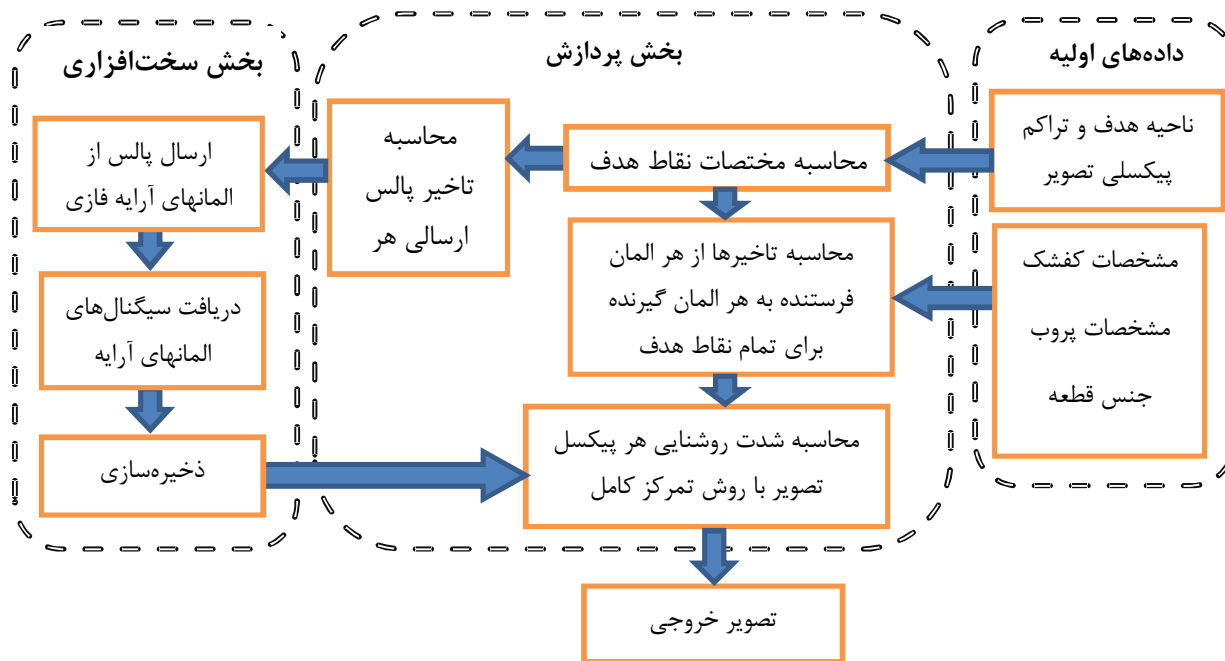 داده‌های اولیه
ناحیه هدف و تراکم
پیکسلی تصویر
مشخصات کفشک
مشخصات پروب
جنس قطعه
بخش پردازش
محاسبه مختصات نقاط هدف
محاسبه
تاخیر پالس
ارسالی هر
محاسبه تاخیرها از هر المان
فرستنده به هر المان گیرنده
برای تمام نقاط هدف
محاسبه شدت روشنایی هر پیکسل
تصویر با روش تمرکز کامل
بخش سخت‌افزاری
ارسال پالس از
المانهای آرایه فازی
دریافت سیگنال‌های
المانهای آرایه
ذخیره‌سازی
تصویر خروجی